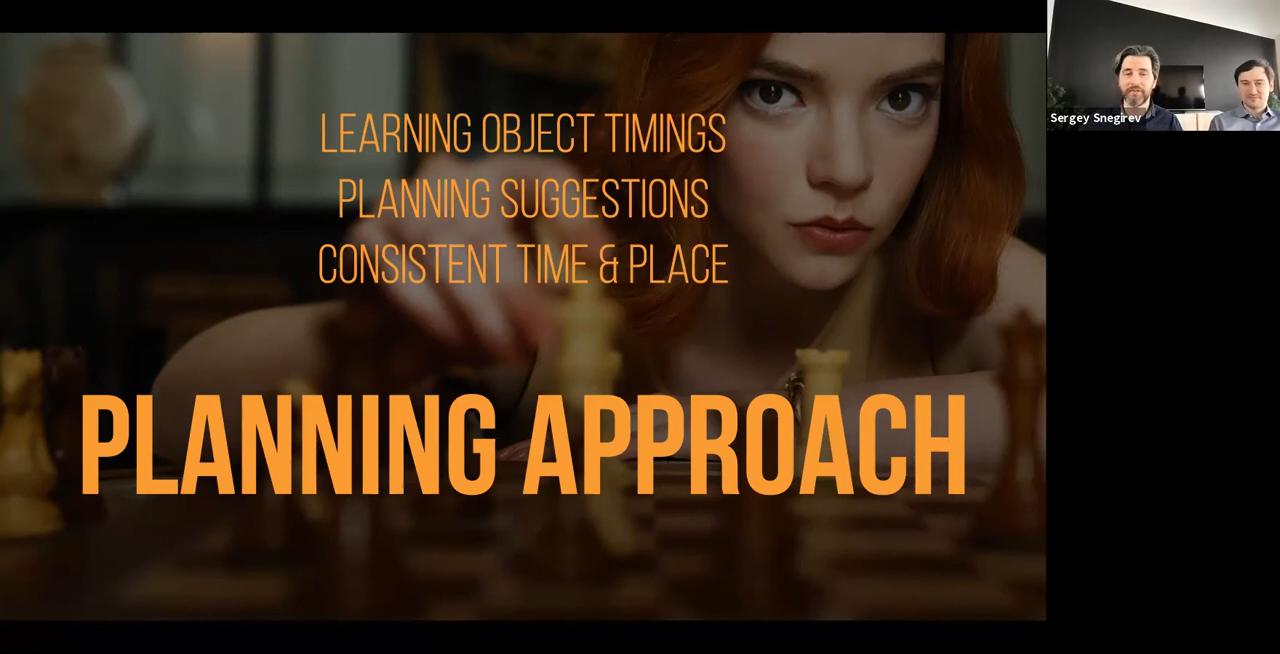 LEARNING OBJECT TIMINGS
PLANNING SUGGESTIONS
CONSISTENT TIME & PLACE
PLANNING APPROACH
Sergey Snegirev